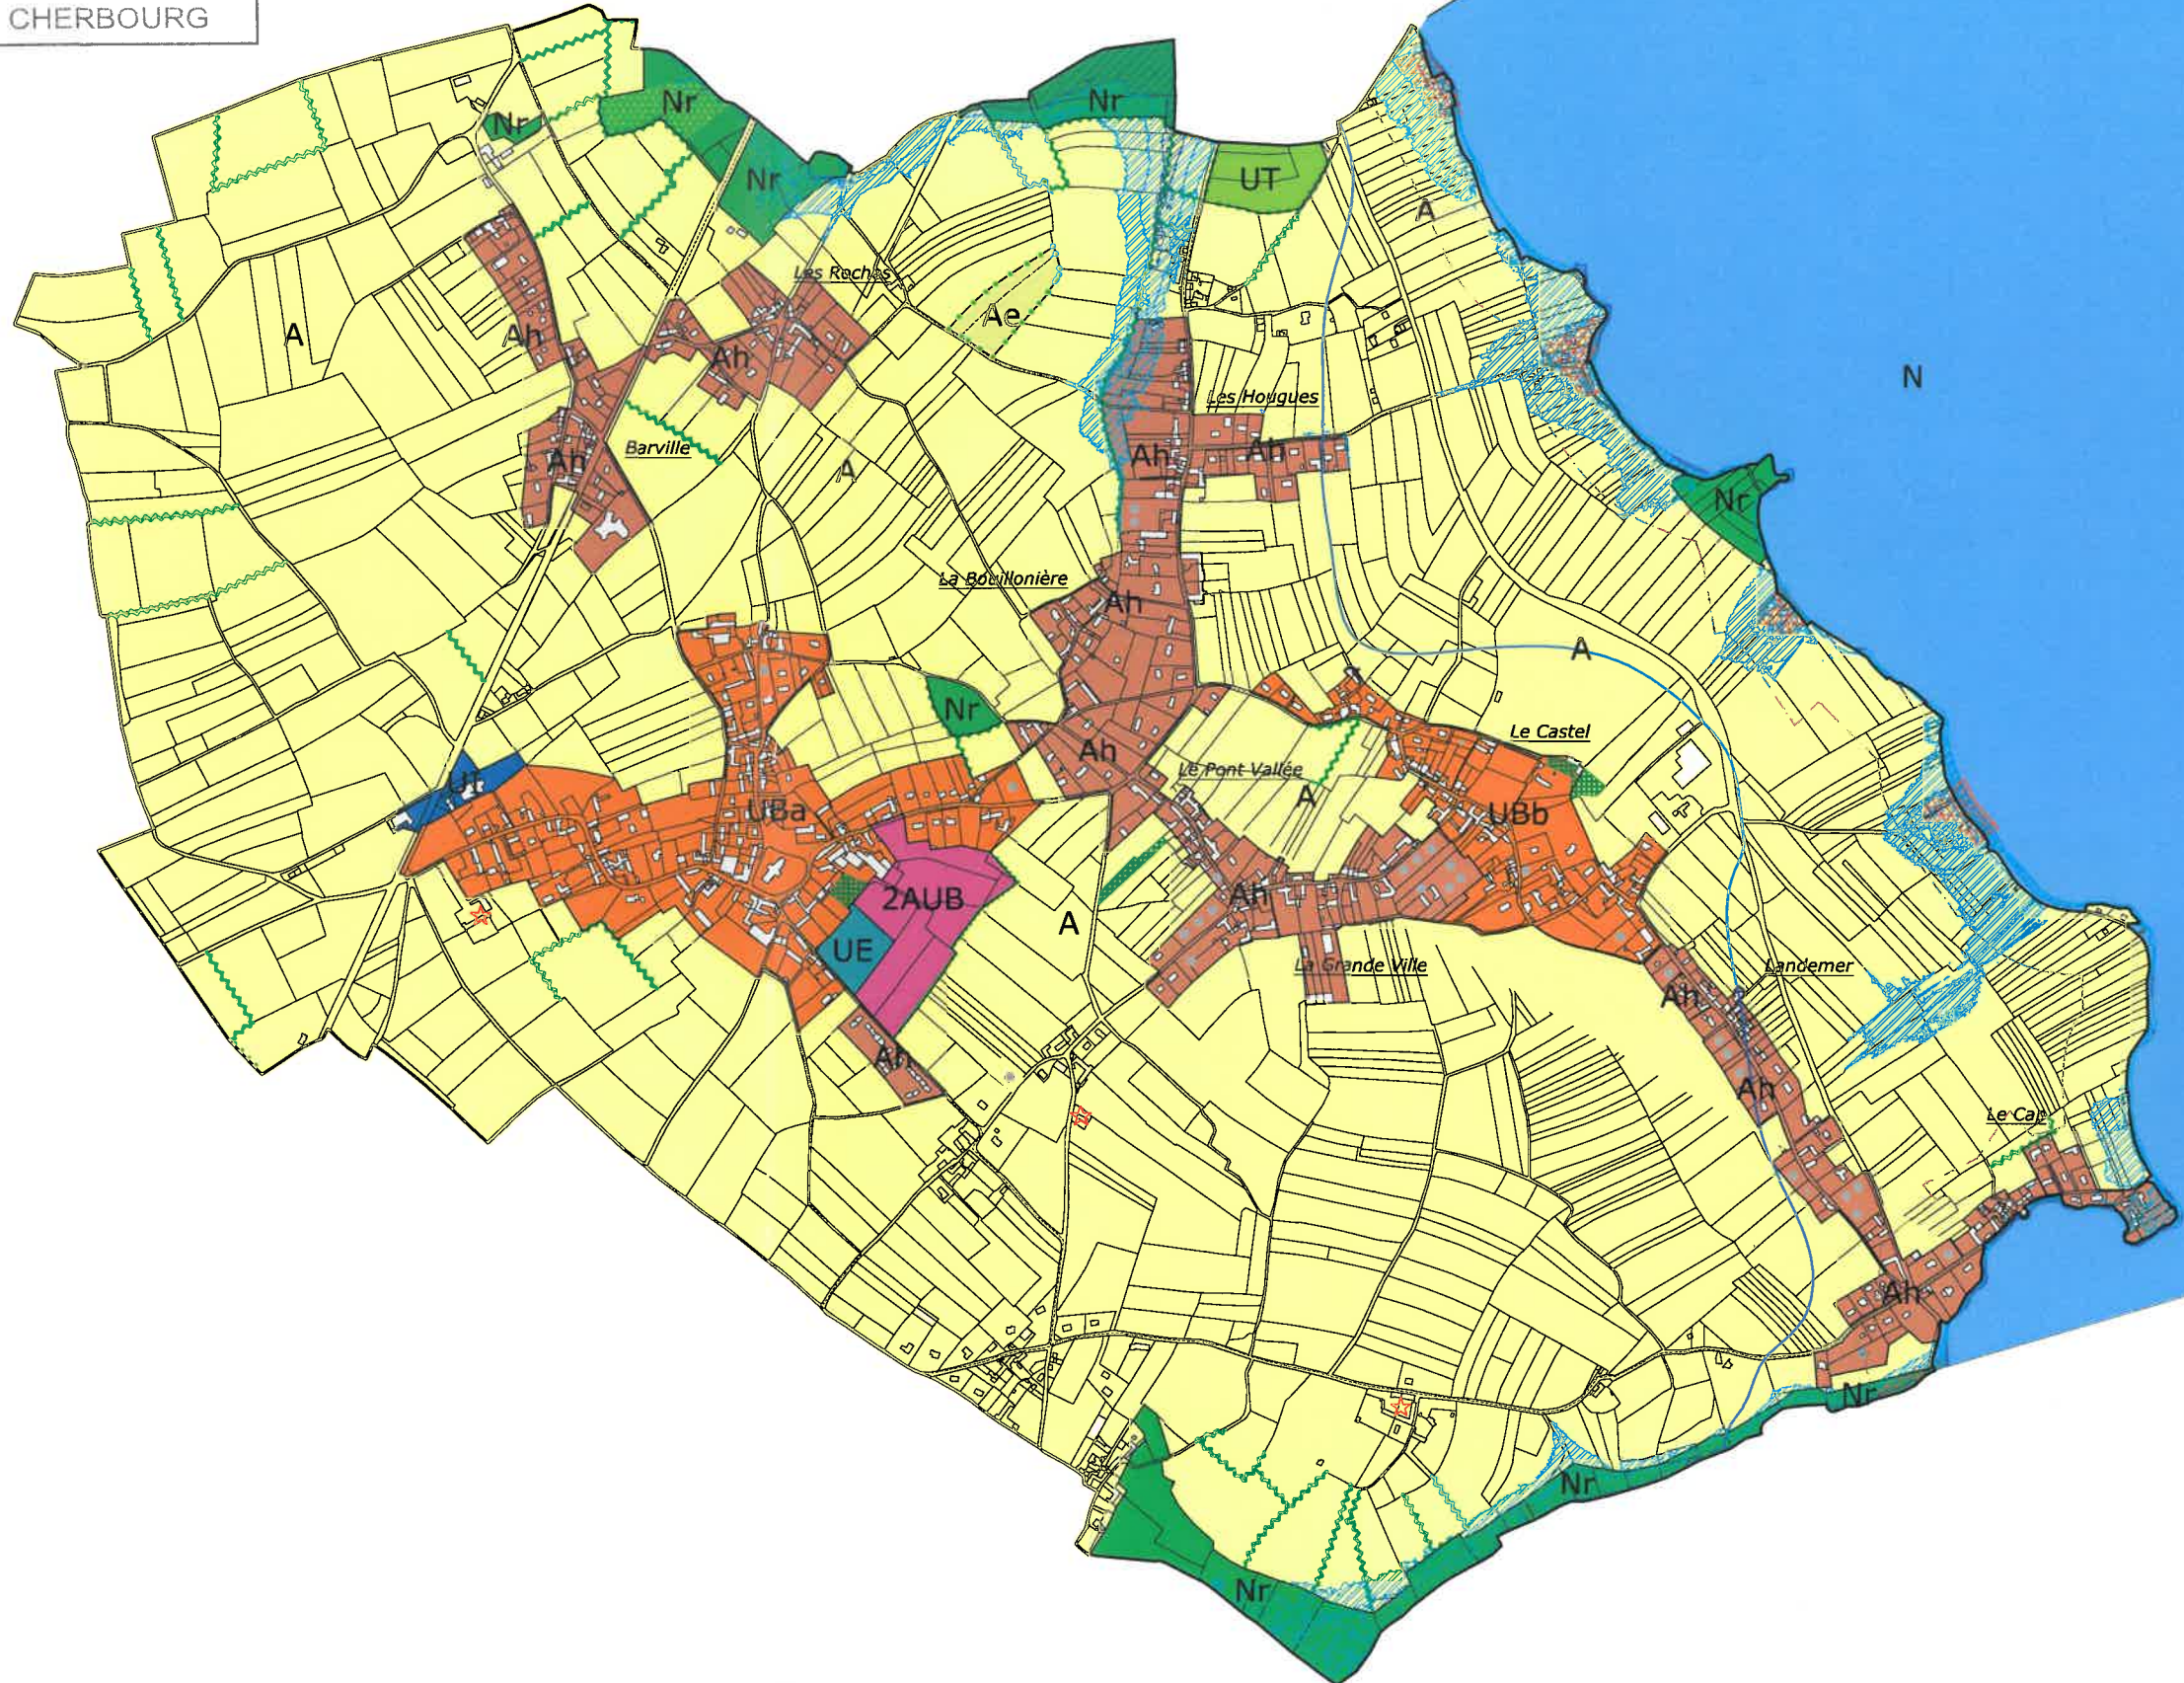 CHERBOURG
Nr
Nr
Nr
Nr
UT
A
Les Roches
Ae
A
Ah
Ah
N
Les Hougues
Barville
Ah
A
Ah
Ah
Nr
La Bouillonière
Ah
A
Nr
Le Castel
Ah
Le Pont Vallée
A
UBa
UBb
2AUB
Ah
A
UE
La Grande Ville
Landemer
Ah
Ah
Ah
Le Cap
Ah
Nr
Nr
Nr